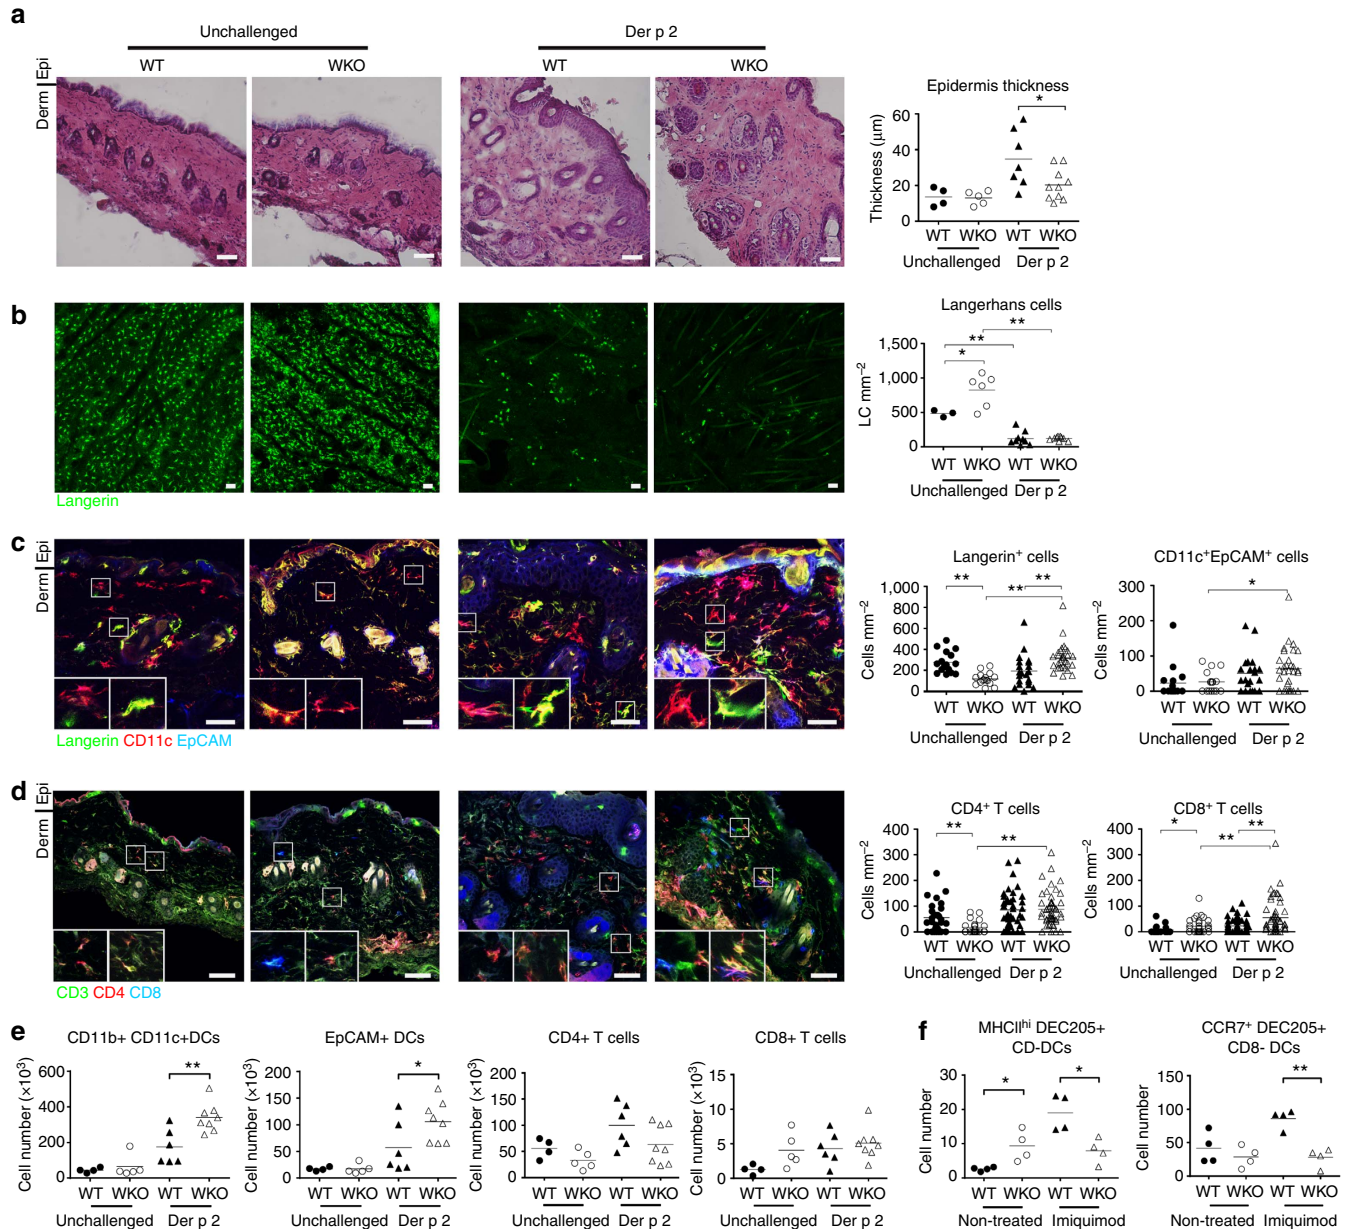 a
Unchallenged
Der p 2
WT
WKO
WT
WKO
Derm
Epi
Epidermis thickness
Thickness (μm)
60
40
20
0
*
WT WKO WT WKO
Unchallenged Der p 2
b
Langerin
Langerhans cells
LC mm−2
1,500
1,000
500
0
**
**
*
WT WKO WT WKO
Unchallenged Der p 2
c
Derm
Epi
Langerin CD11c EpCAM
Langerin+ cells
Cells mm−2
1,000
800
600
400
200
0
** ** **
WT WKO WT WKO
Unchallenged Der p 2
CD11c+EpCAM+ cells
Cells mm−2
300
200
100
0
*
WT WKO WT WKO
Unchallenged Der p 2
d
Derm
Epi
CD3 CD4 CD8
CD4+ T cells
Cells mm−2
400
300
200
100
0
** **
WT WKO WT WKO
Unchallenged Der p 2
CD8+ T cells
Cells mm−2
400
300
200
100
0
* ** **
WT WKO WT WKO
Unchallenged Der p 2
e
CD11b+ CD11c+DCs
Cell number (×10³)
600
400
200
0
**
WT WKO WT WKO
Unchallenged Der p 2
EpCAM+ DCs
Cell number (×10³)
200
150
100
50
0
*
WT WKO WT WKO
Unchallenged Der p 2
CD4+ T cells
Cell number (×10³)
200
150
100
50
0
WT WKO WT WKO
Unchallenged Der p 2
CD8+ T cells
Cell number (×10³)
15
10
5
0
WT WKO WT WKO
Unchallenged Der p 2
f
MHCIIhi DEC205+
CD-DCs
Cell number
30
20
10
0
* *
WT WKO WT WKO
Non-treated Imiquimod
CCR7+ DEC205+
CD8- DCs
Cell number
150
100
50
0
**
WT WKO WT WKO
Non-treated Imiquimod